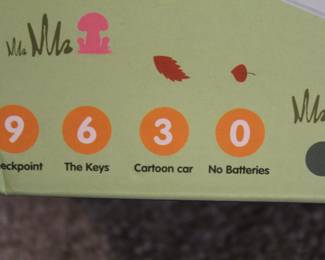 9 6 3 0
eckpoint The Keys Cartoon car No Batteries